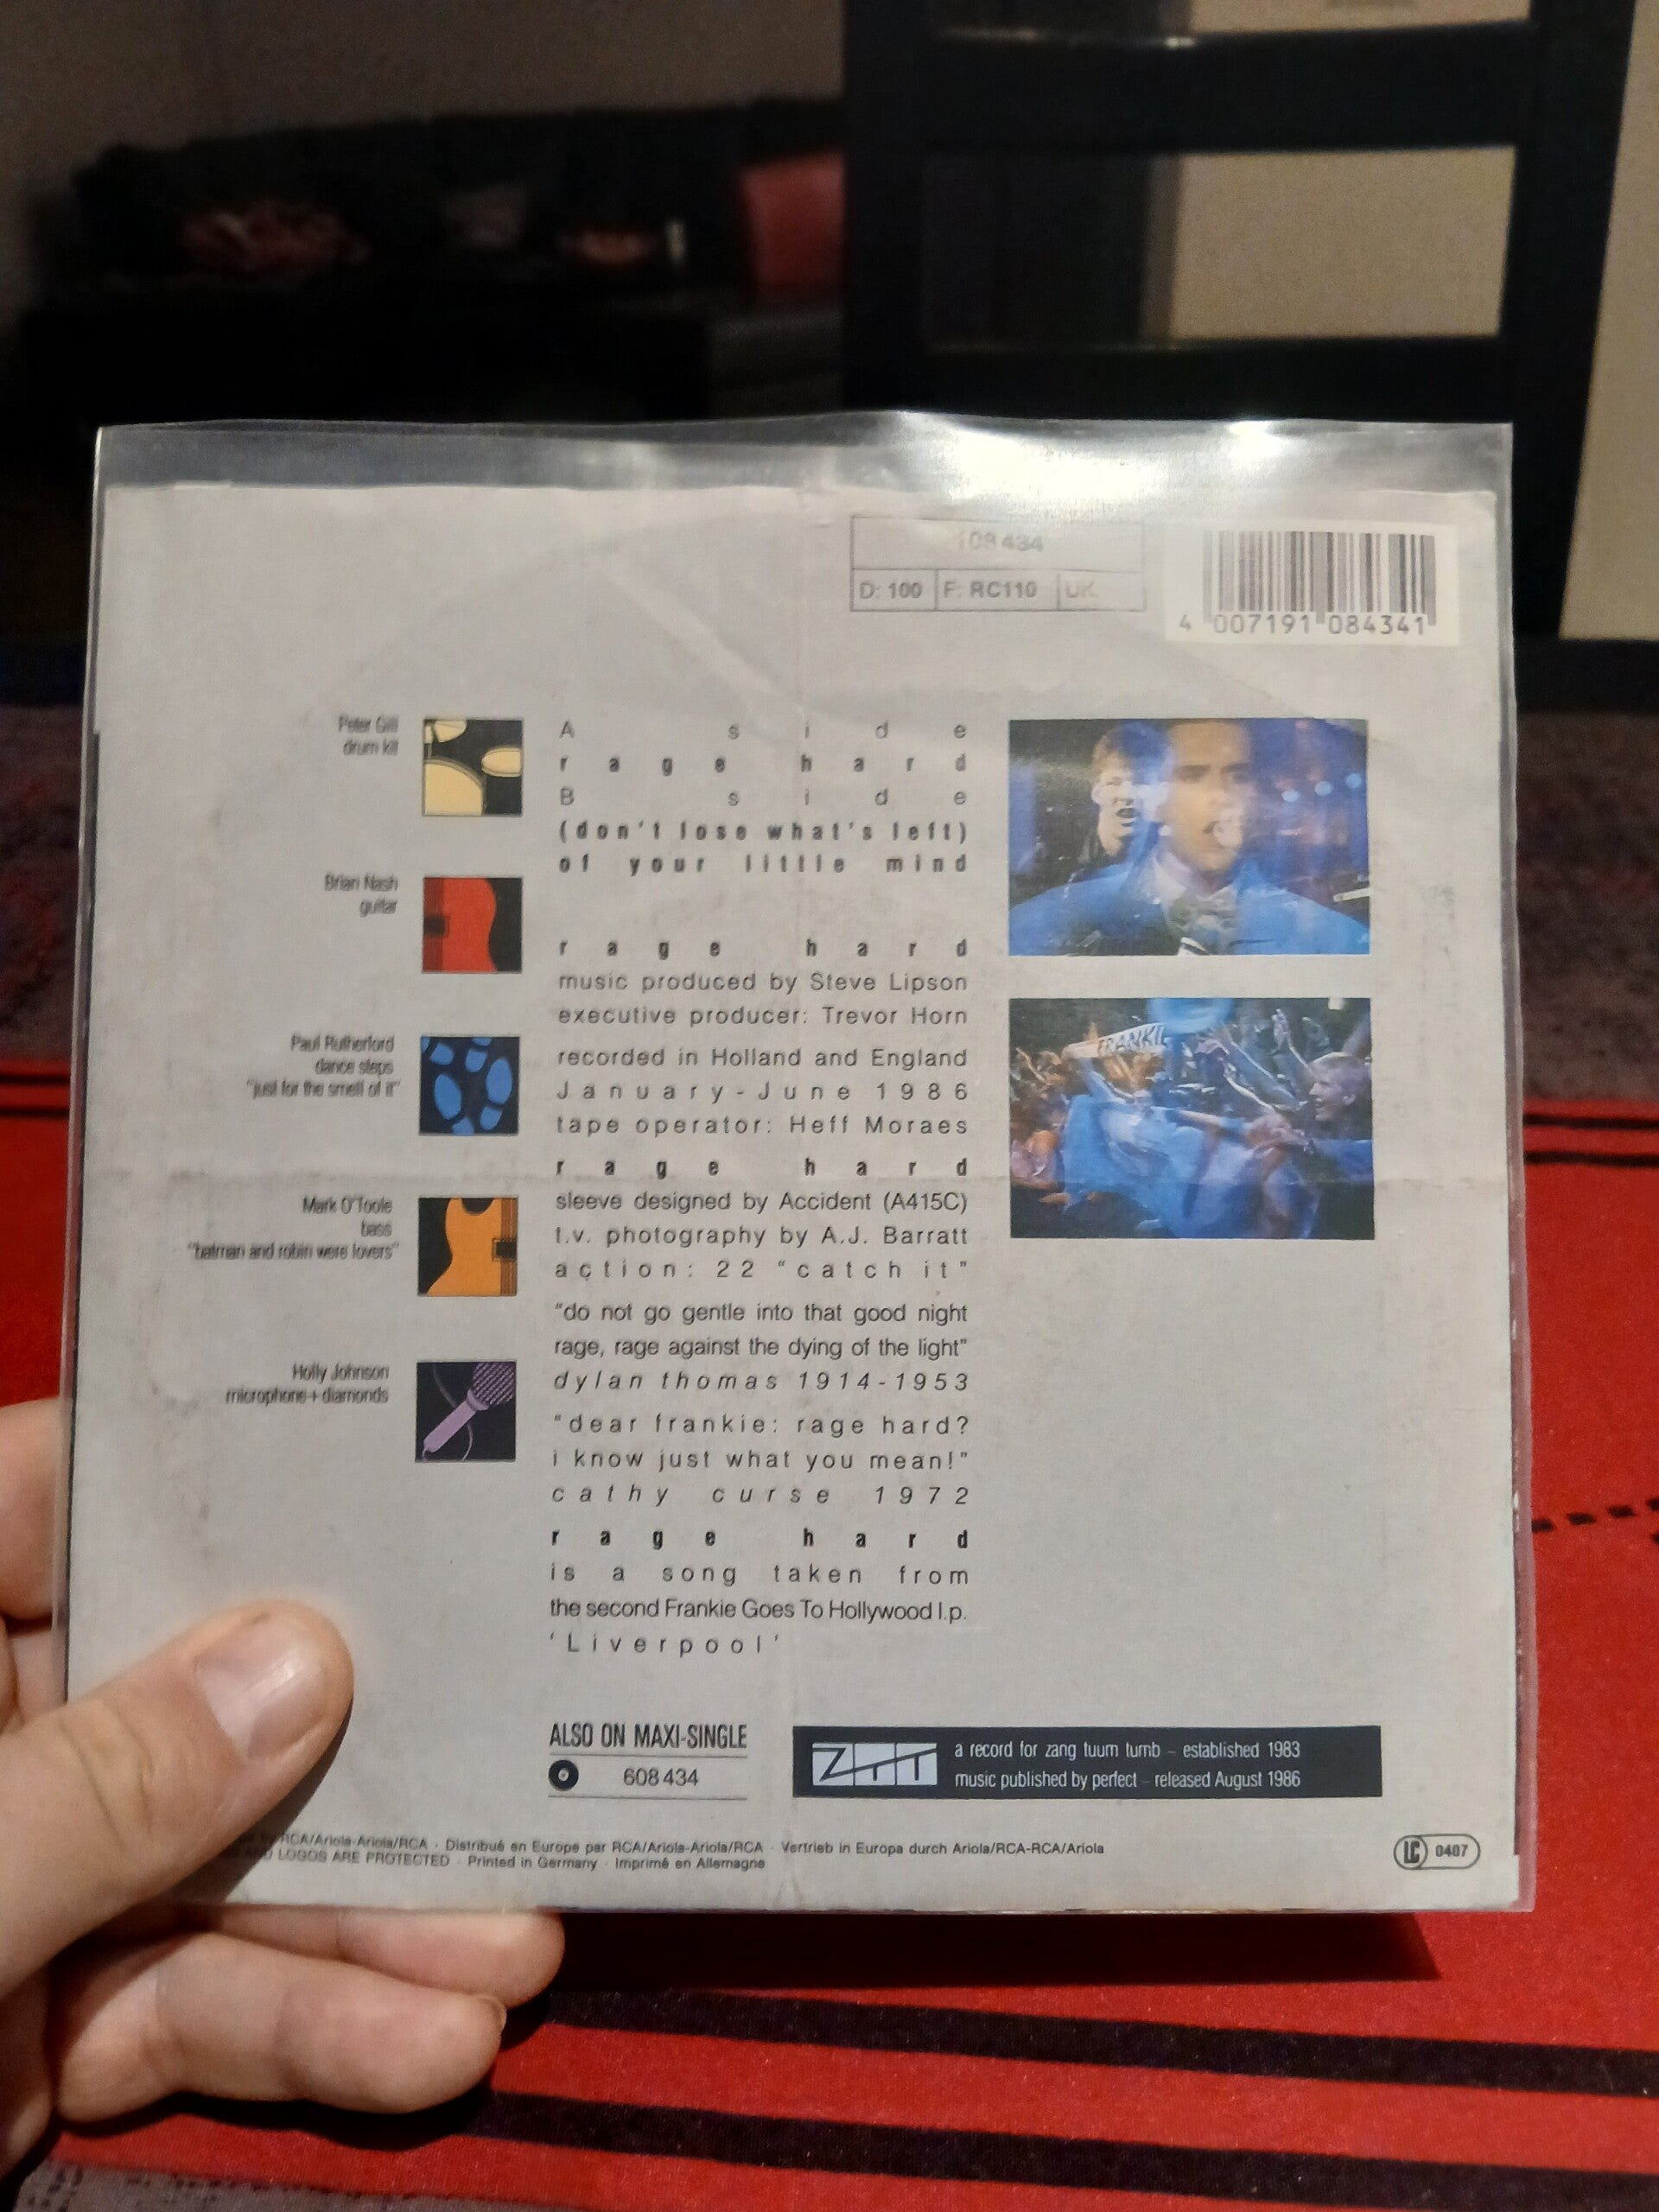 108 434
D: 100 F: RC110 UK:
4 007191 084341
Peter Gill
drum kit
Brian Nash
guitar
Paul Rutherford
dance steps
"just for the smell of it"
Mark O'Toole
bass
"batman and robin were lovers"
Holly Johnson
microphone + diamonds
A side
rage hard
B side
(don't lose what's left)
of your little mind
rage hard
music produced by Steve Lipson
executive producer: Trevor Horn
recorded in Holland and England
January-June 1986
tape operator: Heff Moraes
rage hard
sleeve designed by Accident (A415C)
t.v. photography by A.J. Barratt
action: 22 "catch it"
"do not go gentle into that good night
rage, rage against the dying of the light"
dylan thomas 1914-1953
"dear frankie: rage hard?
i know just what you mean!"
cathy curse 1972
rage hard
is a song taken from
the second Frankie Goes To Hollywood l.p.
'Liverpool'
FRANKIE
ALSO ON MAXI-SINGLE
608 434
ZTT
a record for zang tuum tumb – established 1983
music published by perfect – released August 1986
RCA/Ariola-Ariola/RCA · Distribué en Europe par RCA/Ariola-Ariola/RCA · Vertrieb in Europa durch Ariola/RCA-RCA/Ariola
AND LOGOS ARE PROTECTED · Printed in Germany · Imprimé en Allemagne
LC 0407